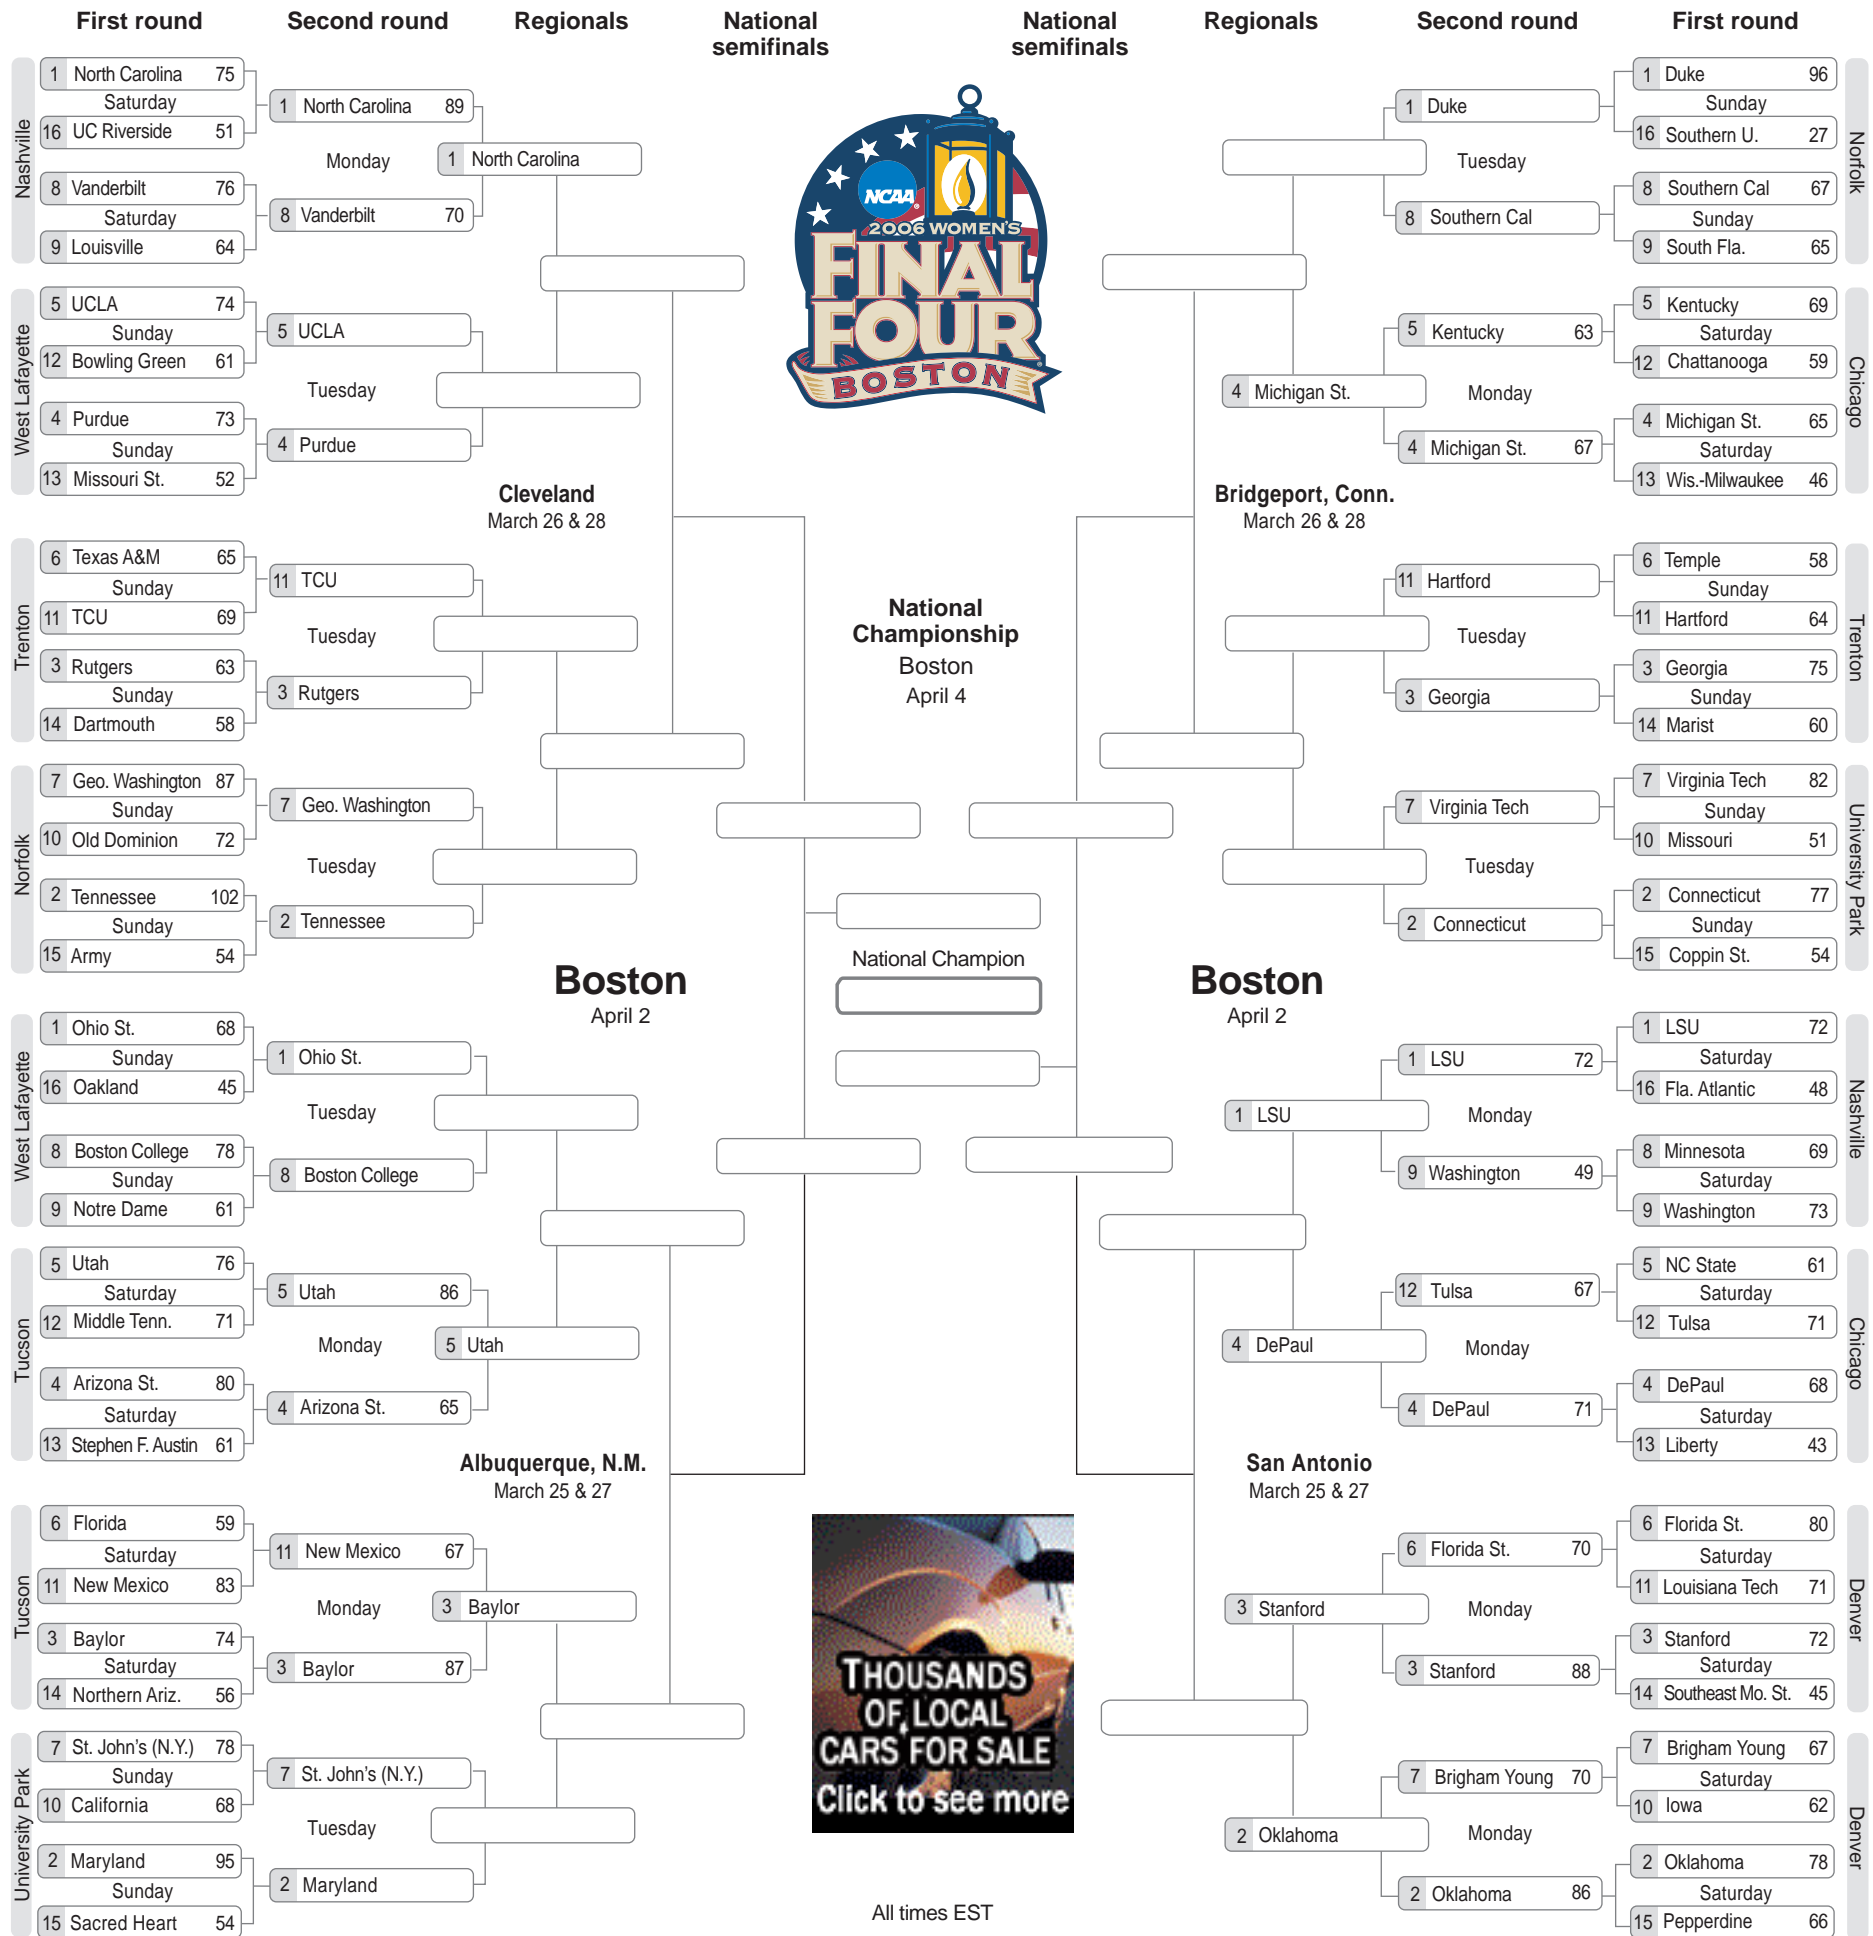 First round
Second round
Regionals
National
semifinals
National
semifinals
Regionals
Second round
First round
Nashville
1 North Carolina 75
Saturday
16 UC Riverside 51
8 Vanderbilt 76
Saturday
9 Louisville 64
1 North Carolina 89
Monday
8 Vanderbilt 70
1 North Carolina
West Lafayette
5 UCLA 74
Sunday
12 Bowling Green 61
4 Purdue 73
Sunday
13 Missouri St. 52
5 UCLA
Tuesday
4 Purdue
Cleveland
March 26 & 28
Trenton
6 Texas A&M 65
Sunday
11 TCU 69
3 Rutgers 63
Sunday
14 Dartmouth 58
11 TCU
Tuesday
3 Rutgers
Norfolk
7 Geo. Washington 87
Sunday
10 Old Dominion 72
2 Tennessee 102
Sunday
15 Army 54
7 Geo. Washington
Tuesday
2 Tennessee
Boston
April 2
West Lafayette
1 Ohio St. 68
Sunday
16 Oakland 45
8 Boston College 78
Sunday
9 Notre Dame 61
1 Ohio St.
Tuesday
8 Boston College
Tucson
5 Utah 76
Saturday
12 Middle Tenn. 71
4 Arizona St. 80
Saturday
13 Stephen F. Austin 61
5 Utah 86
Monday
4 Arizona St. 65
5 Utah
Albuquerque, N.M.
March 25 & 27
Tucson
6 Florida 59
Saturday
11 New Mexico 83
3 Baylor 74
Saturday
14 Northern Ariz. 56
11 New Mexico 67
Monday
3 Baylor 87
3 Baylor
University Park
7 St. John's (N.Y.) 78
Sunday
10 California 68
2 Maryland 95
Sunday
15 Sacred Heart 54
7 St. John's (N.Y.)
Tuesday
2 Maryland
NCAA
2006 WOMEN'S
FINAL
FOUR
BOSTON
National
Championship
Boston
April 4
National Champion
THOUSANDS
OF LOCAL
CARS FOR SALE
Click to see more
All times EST
1 Duke 96
Sunday
16 Southern U. 27
8 Southern Cal 67
Sunday
9 South Fla. 65
Norfolk
1 Duke
Tuesday
8 Southern Cal
5 Kentucky 69
Saturday
12 Chattanooga 59
4 Michigan St. 65
Saturday
13 Wis.-Milwaukee 46
Chicago
5 Kentucky 63
Monday
4 Michigan St. 67
4 Michigan St.
Bridgeport, Conn.
March 26 & 28
6 Temple 58
Sunday
11 Hartford 64
3 Georgia 75
Sunday
14 Marist 60
Trenton
11 Hartford
Tuesday
3 Georgia
7 Virginia Tech 82
Sunday
10 Missouri 51
2 Connecticut 77
Sunday
15 Coppin St. 54
University Park
7 Virginia Tech
Tuesday
2 Connecticut
Boston
April 2
1 LSU 72
Saturday
16 Fla. Atlantic 48
8 Minnesota 69
Saturday
9 Washington 73
Nashville
1 LSU 72
Monday
9 Washington 49
1 LSU
5 NC State 61
Saturday
12 Tulsa 71
4 DePaul 68
Saturday
13 Liberty 43
Chicago
12 Tulsa 67
Monday
4 DePaul 71
4 DePaul
San Antonio
March 25 & 27
6 Florida St. 80
Saturday
11 Louisiana Tech 71
3 Stanford 72
Saturday
14 Southeast Mo. St. 45
Denver
6 Florida St. 70
Monday
3 Stanford 88
3 Stanford
7 Brigham Young 67
Saturday
10 Iowa 62
2 Oklahoma 78
Saturday
15 Pepperdine 66
Denver
7 Brigham Young 70
Monday
2 Oklahoma 86
2 Oklahoma